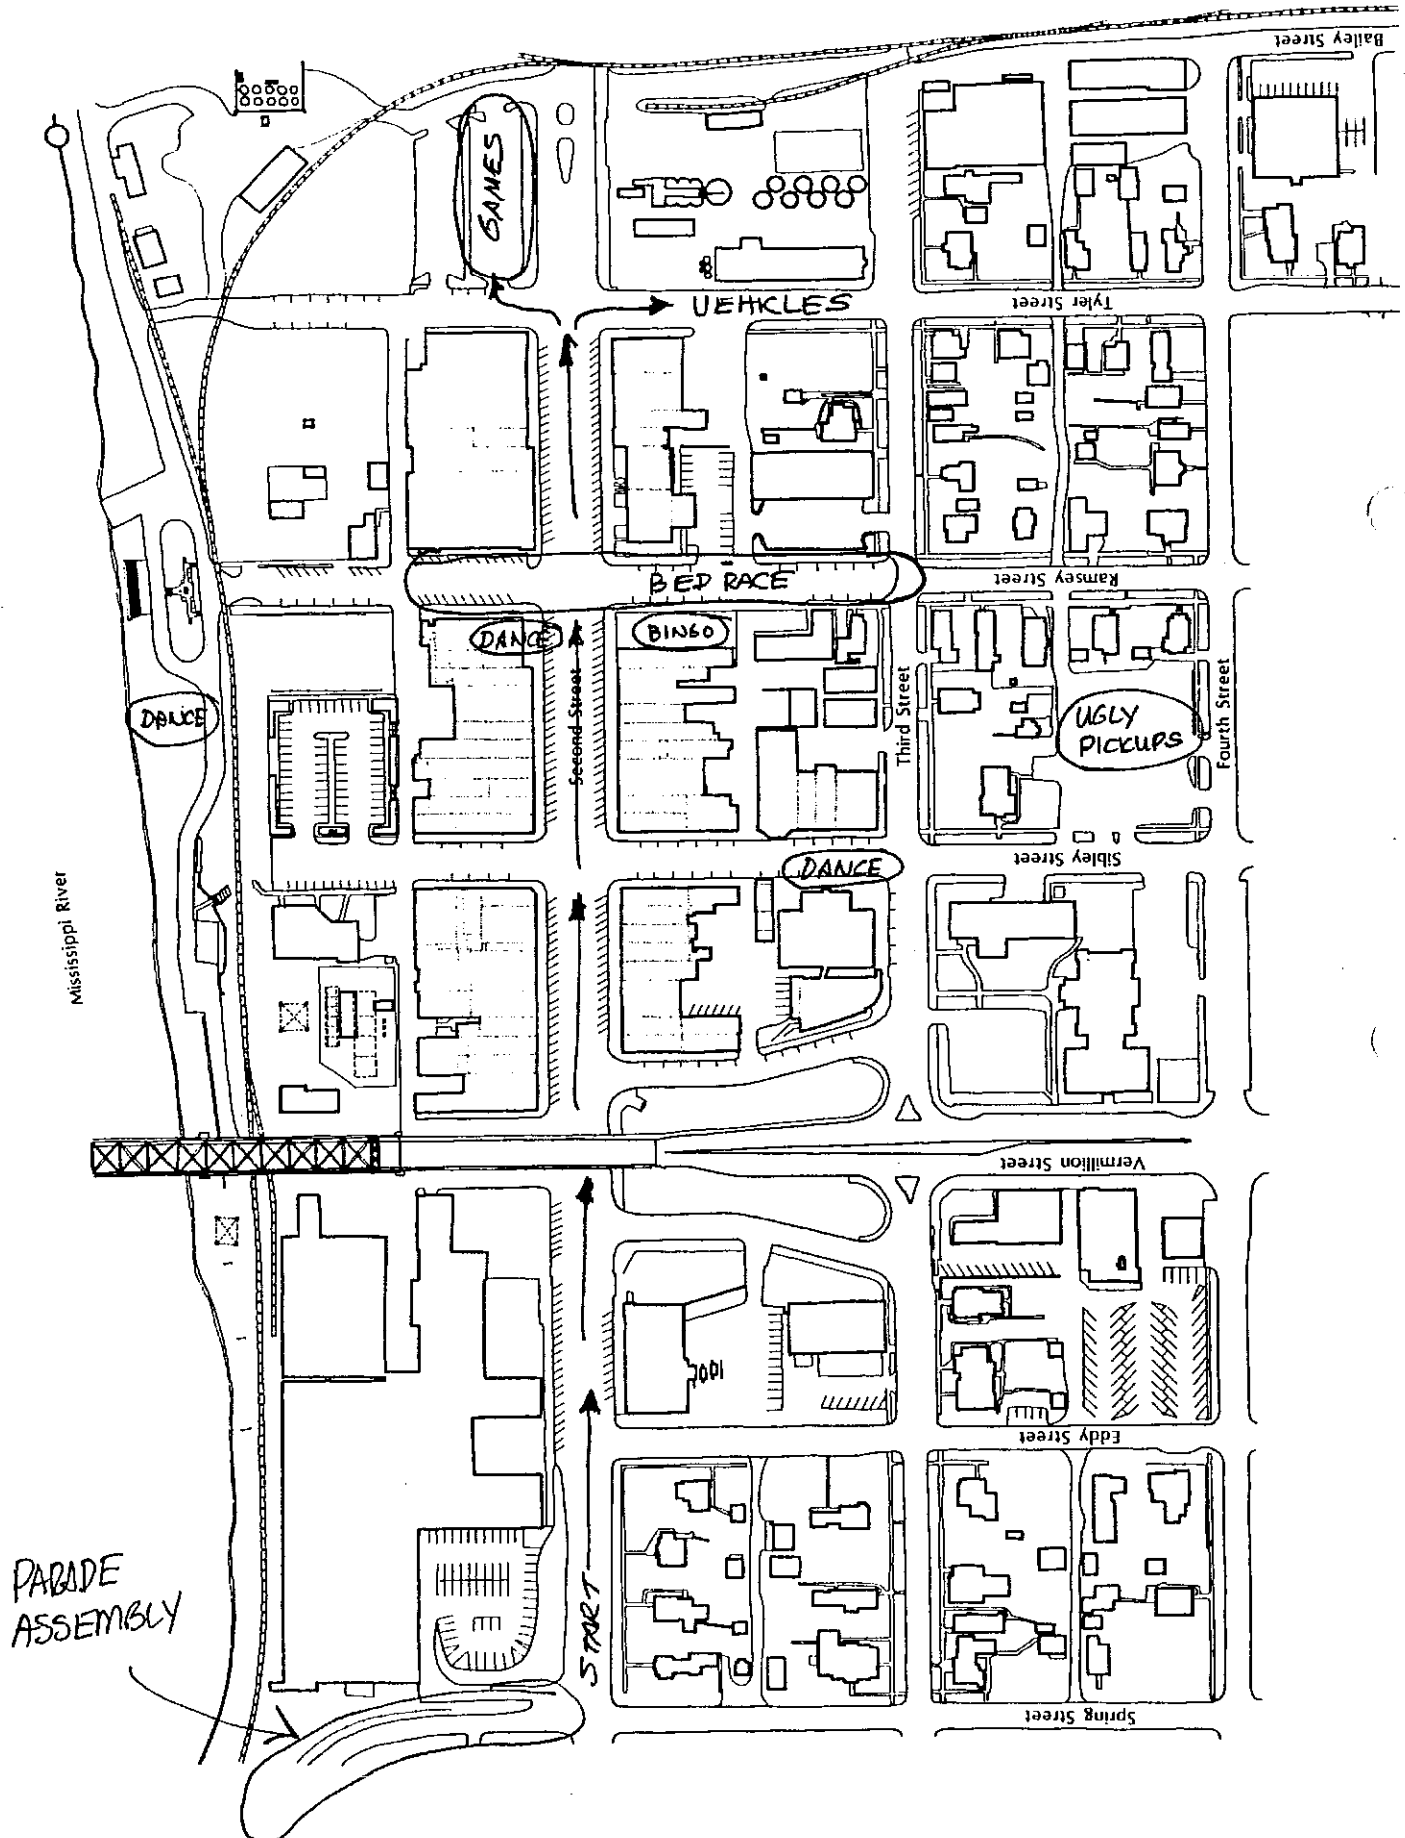 Bailey Street
GAMES
VEHICLES
Tyler Street
BED RACE
Ramsey Street
DANCE
BINGO
DANCE
Second Street
Third Street
UGLY
PICKUPS
Fourth Street
DANCE
Sibley Street
Mississippi River
Vermillion Street
Eddy Street
PARADE
ASSEMBLY
START
Spring Street